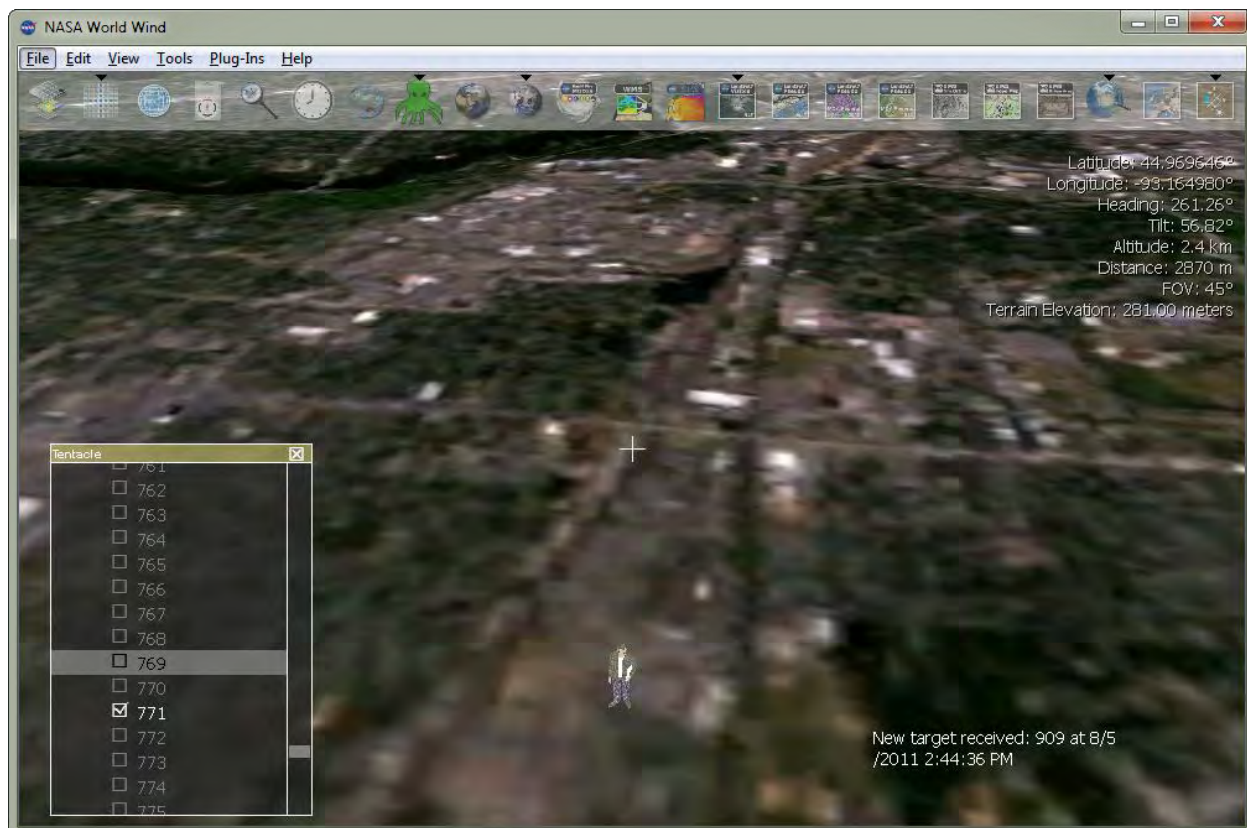 NASA World Wind
File Edit View Tools Plug-Ins Help
Latitude: 44.969646°
Longitude: -93.164980°
Heading: 261.26°
Tilt: 56.82°
Altitude: 2.4 km
Distance: 2870 m
FOV: 45°
Terrain Elevation: 281.00 meters
Tentacle
761
762
763
764
765
766
767
768
769
770
771
772
773
774
775
New target received: 909 at 8/5
/2011 2:44:36 PM